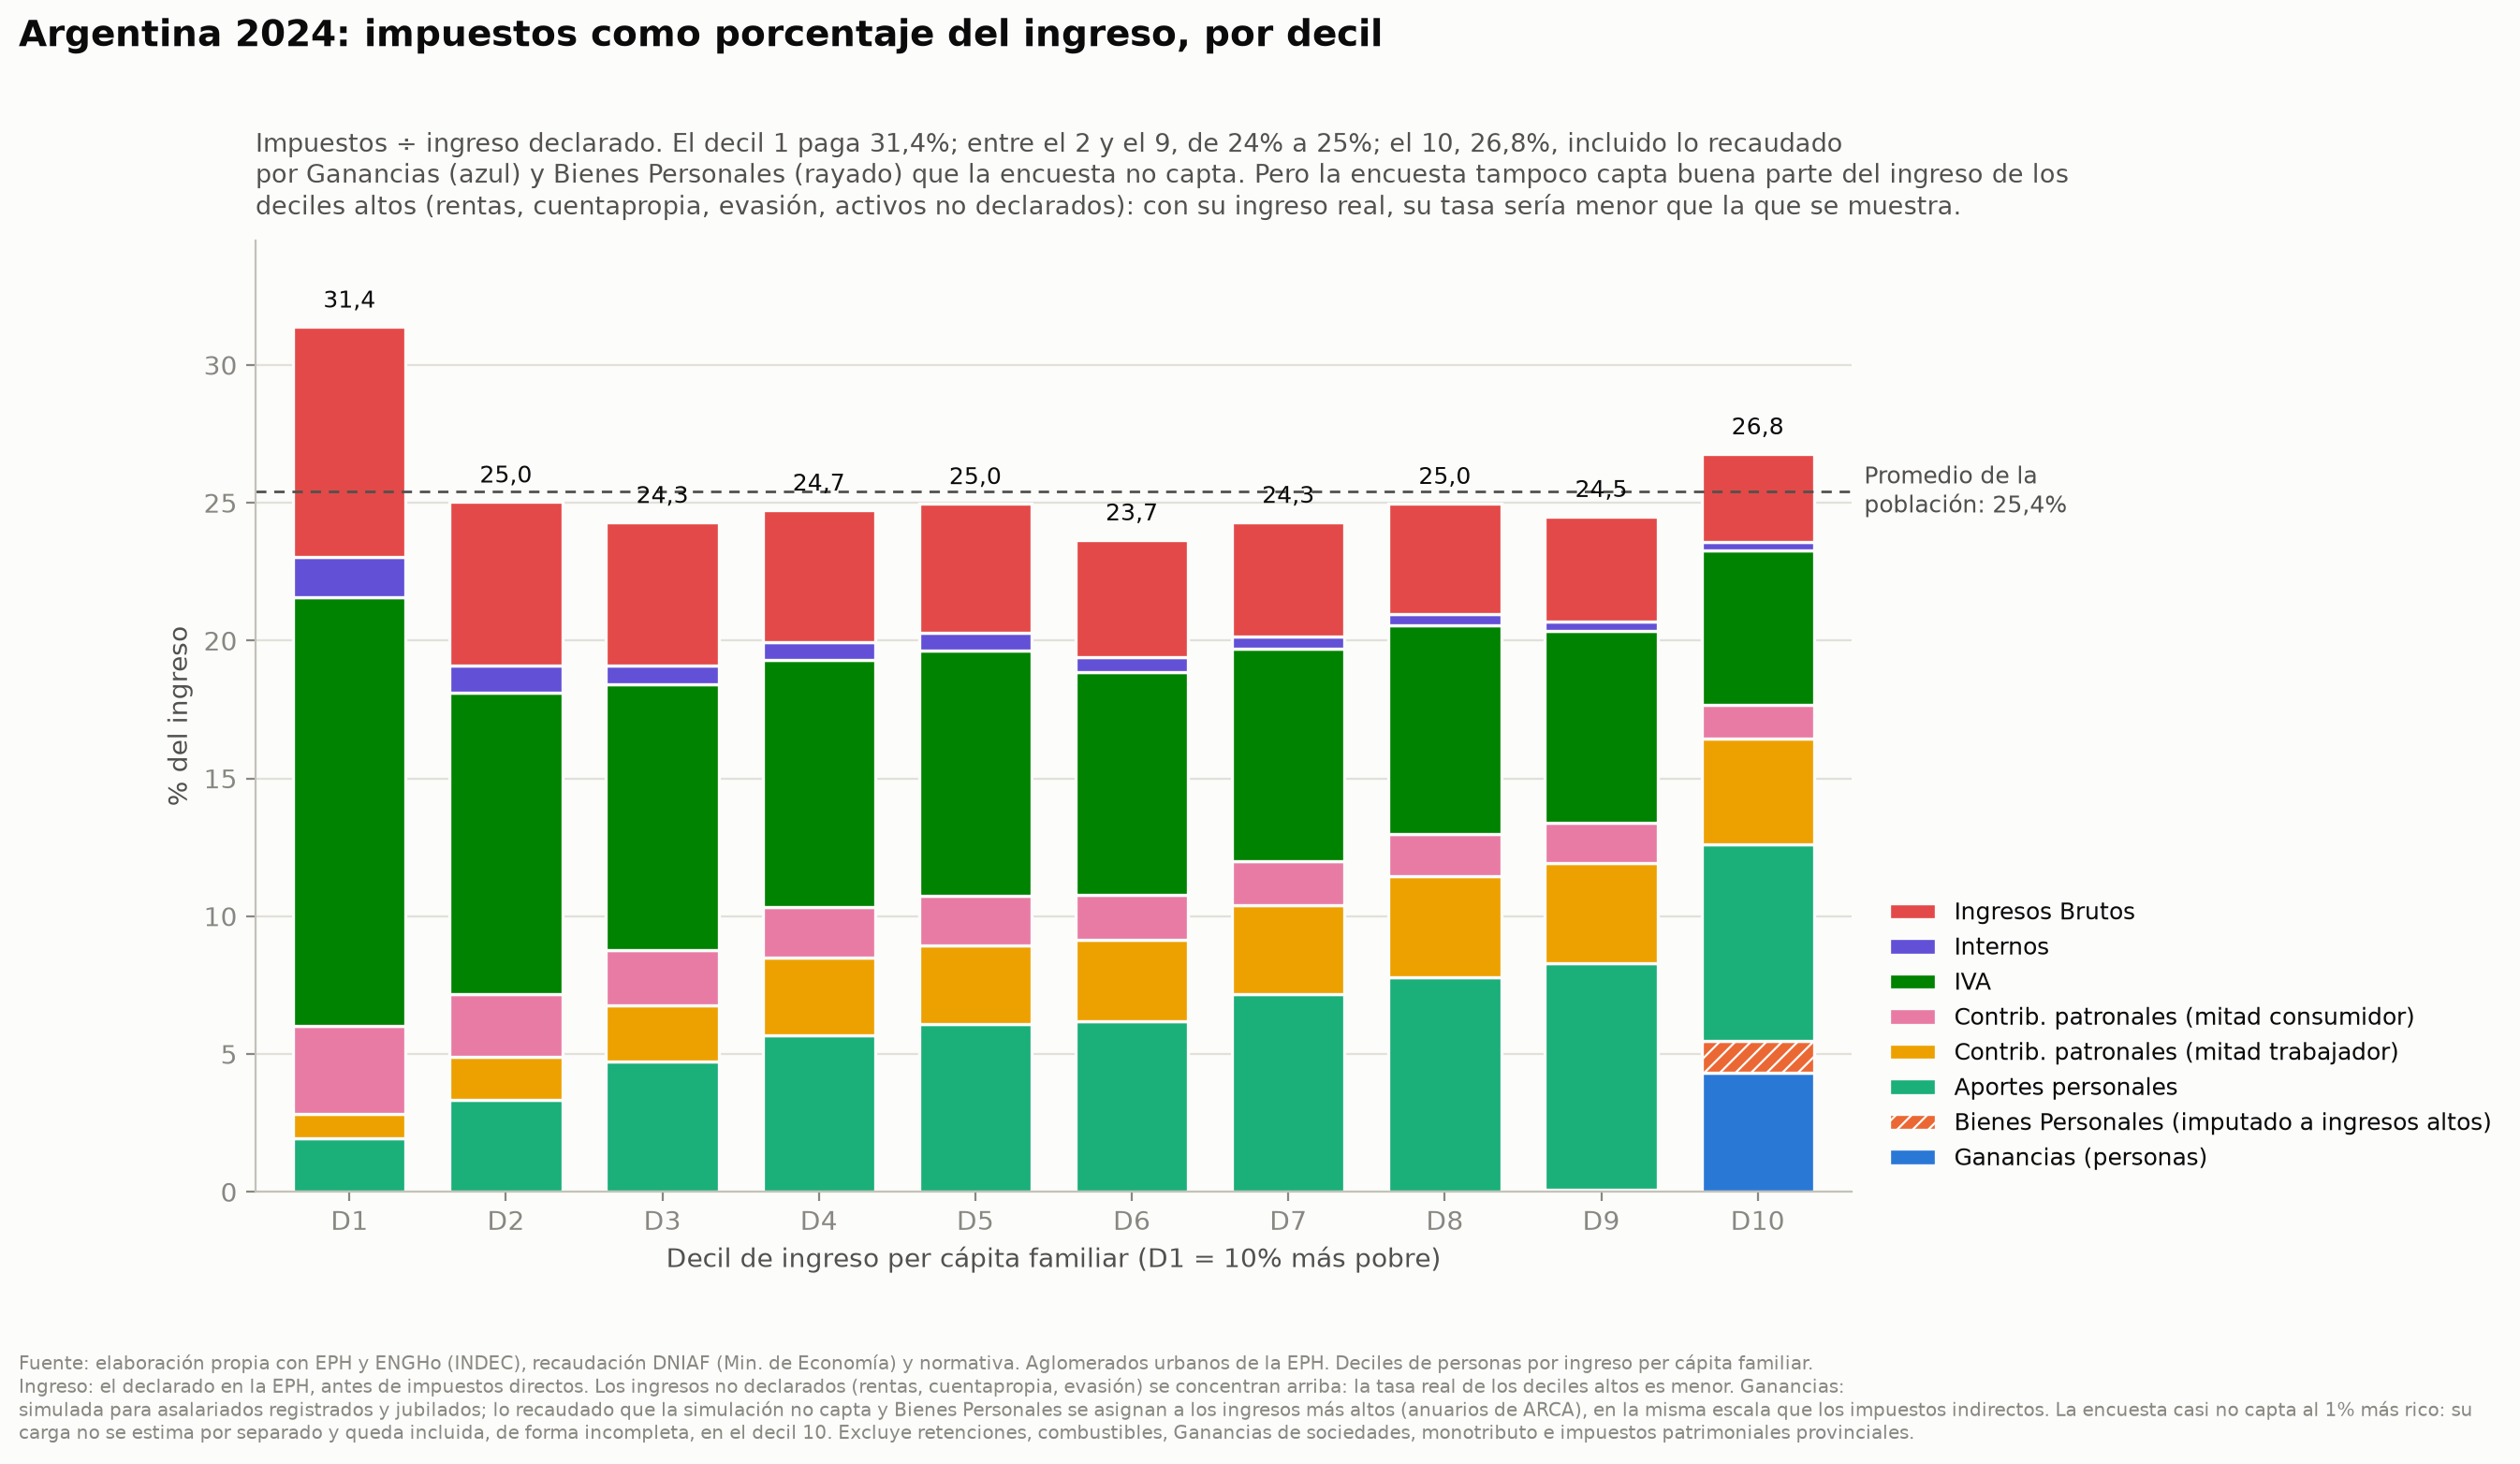 Argentina 2024: impuestos como porcentaje del ingreso, por decil
Impuestos ÷ ingreso declarado. El decil 1 paga 31,4%; entre el 2 y el 9, de 24% a 25%; el 10, 26,8%, incluido lo recaudado
por Ganancias (azul) y Bienes Personales (rayado) que la encuesta no capta. Pero la encuesta tampoco capta buena parte del ingreso de los
deciles altos (rentas, cuentapropia, evasión, activos no declarados): con su ingreso real, su tasa sería menor que la que se muestra.
% del ingreso
30
25
20
15
10
5
0
31,4
25,0
24,3
24,7
25,0
23,7
24,3
25,0
24,5
26,8
Promedio de la
población: 25,4%
Ingresos Brutos
Internos
IVA
Contrib. patronales (mitad consumidor)
Contrib. patronales (mitad trabajador)
Aportes personales
Bienes Personales (imputado a ingresos altos)
Ganancias (personas)
D1 D2 D3 D4 D5 D6 D7 D8 D9 D10
Decil de ingreso per cápita familiar (D1 = 10% más pobre)
Fuente: elaboración propia con EPH y ENGHo (INDEC), recaudación DNIAF (Min. de Economía) y normativa. Aglomerados urbanos de la EPH. Deciles de personas por ingreso per cápita familiar.
Ingreso: el declarado en la EPH, antes de impuestos directos. Los ingresos no declarados (rentas, cuentapropia, evasión) se concentran arriba: la tasa real de los deciles altos es menor. Ganancias:
simulada para asalariados registrados y jubilados; lo recaudado que la simulación no capta y Bienes Personales se asignan a los ingresos más altos (anuarios de ARCA), en la misma escala que los impuestos indirectos. La encuesta casi no capta al 1% más rico: su
carga no se estima por separado y queda incluida, de forma incompleta, en el decil 10. Excluye retenciones, combustibles, Ganancias de sociedades, monotributo e impuestos patrimoniales provinciales.